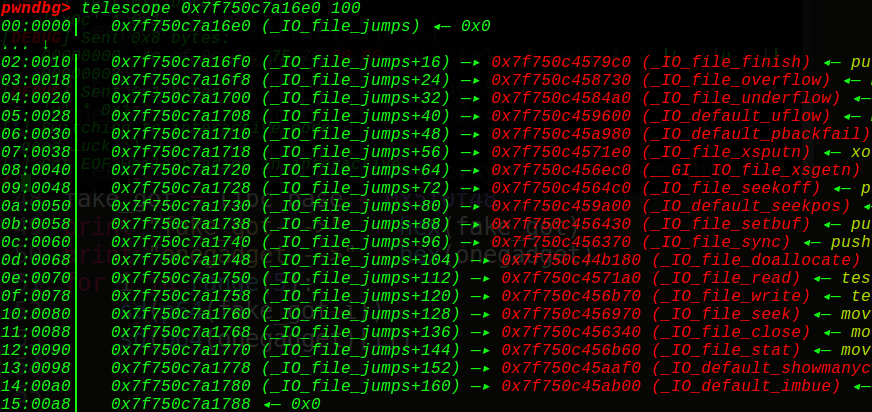 pwndbg> telescope 0x7f750c7a16e0 100
00:0000│   0x7f750c7a16e0 (_IO_file_jumps) ◂— 0x0
... ↓
02:0010│   0x7f750c7a16f0 (_IO_file_jumps+16) —▸ 0x7f750c4579c0 (_IO_file_finish) ◂— pu
03:0018│   0x7f750c7a16f8 (_IO_file_jumps+24) —▸ 0x7f750c458730 (_IO_file_overflow) ◂—
04:0020│   0x7f750c7a1700 (_IO_file_jumps+32) —▸ 0x7f750c4584a0 (_IO_file_underflow) ◂—
05:0028│   0x7f750c7a1708 (_IO_file_jumps+40) —▸ 0x7f750c459600 (_IO_default_uflow) ◂—
06:0030│   0x7f750c7a1710 (_IO_file_jumps+48) —▸ 0x7f750c45a980 (_IO_default_pbackfail)
07:0038│   0x7f750c7a1718 (_IO_file_jumps+56) —▸ 0x7f750c4571e0 (_IO_file_xsputn) ◂— xo
08:0040│   0x7f750c7a1720 (_IO_file_jumps+64) —▸ 0x7f750c456ec0 (__GI__IO_file_xsgetn)
09:0048│   0x7f750c7a1728 (_IO_file_jumps+72) —▸ 0x7f750c4564c0 (_IO_file_seekoff) ◂— p
0a:0050│   0x7f750c7a1730 (_IO_file_jumps+80) —▸ 0x7f750c459a00 (_IO_default_seekpos) ◂
0b:0058│   0x7f750c7a1738 (_IO_file_jumps+88) —▸ 0x7f750c456430 (_IO_file_setbuf) ◂— pu
0c:0060│   0x7f750c7a1740 (_IO_file_jumps+96) —▸ 0x7f750c456370 (_IO_file_sync) ◂— push
0d:0068│   0x7f750c7a1748 (_IO_file_jumps+104) —▸ 0x7f750c44b180 (_IO_file_doallocate)
0e:0070│   0x7f750c7a1750 (_IO_file_jumps+112) —▸ 0x7f750c4571a0 (_IO_file_read) ◂— tes
0f:0078│   0x7f750c7a1758 (_IO_file_jumps+120) —▸ 0x7f750c456b70 (_IO_file_write) ◂— te
10:0080│   0x7f750c7a1760 (_IO_file_jumps+128) —▸ 0x7f750c456970 (_IO_file_seek) ◂— mov
11:0088│   0x7f750c7a1768 (_IO_file_jumps+136) —▸ 0x7f750c456340 (_IO_file_close) ◂— mo
12:0090│   0x7f750c7a1770 (_IO_file_jumps+144) —▸ 0x7f750c456b60 (_IO_file_stat) ◂— mov
13:0098│   0x7f750c7a1778 (_IO_file_jumps+152) —▸ 0x7f750c45aaf0 (_IO_default_showmanyc
14:00a0│   0x7f750c7a1780 (_IO_file_jumps+160) —▸ 0x7f750c45ab00 (_IO_default_imbue) ◂—
15:00a8│   0x7f750c7a1788 ◂— 0x0